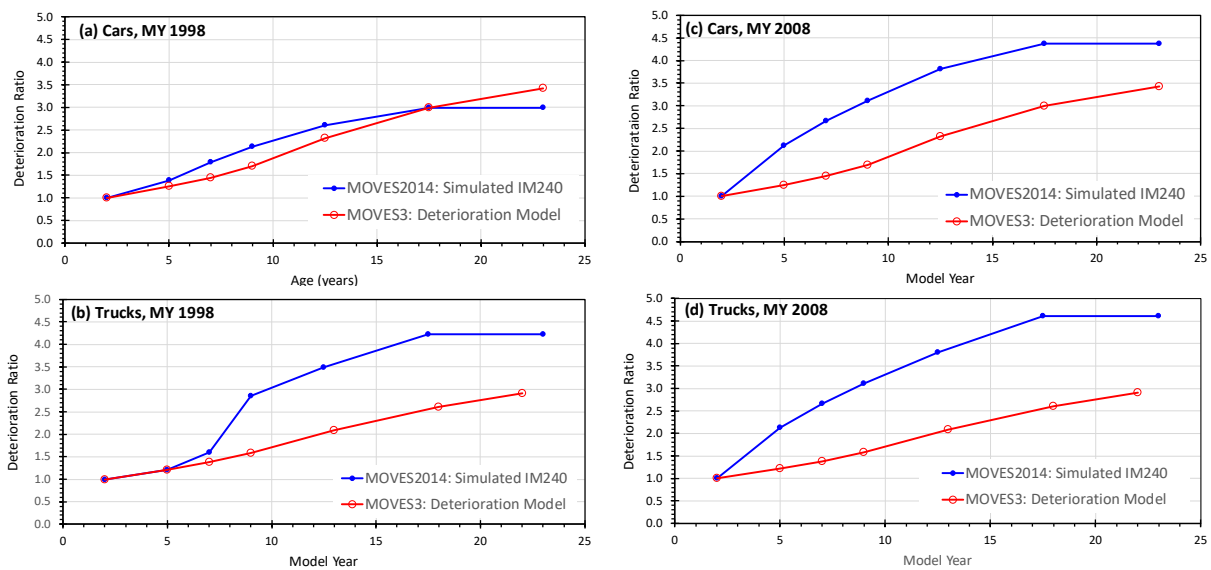 (a) Cars, MY 1998
Deterioration Ratio
5.0
4.5
4.0
3.5
3.0
2.5
2.0
1.5
1.0
0.5
0.0
MOVES2014: Simulated IM240
MOVES3: Deterioration Model
0 5 10 15 20 25
Age (years)
(c) Cars, MY 2008
Deteriorataion Ratio
5.0
4.5
4.0
3.5
3.0
2.5
2.0
1.5
1.0
0.5
0.0
MOVES2014: Simulated IM240
MOVES3: Deterioration Model
0 5 10 15 20 25
Model Year
(b) Trucks, MY 1998
Deterioration Ratio
5.0
4.5
4.0
3.5
3.0
2.5
2.0
1.5
1.0
0.5
0.0
MOVES2014: Simulated IM240
MOVES3: Deterioration Model
0 5 10 15 20 25
Model Year
(d) Trucks, MY 2008
Deterioration Ratio
5.0
4.5
4.0
3.5
3.0
2.5
2.0
1.5
1.0
0.5
0.0
MOVES2014: Simulated IM240
MOVES3: Deterioration Model
0 5 10 15 20 25
Model Year